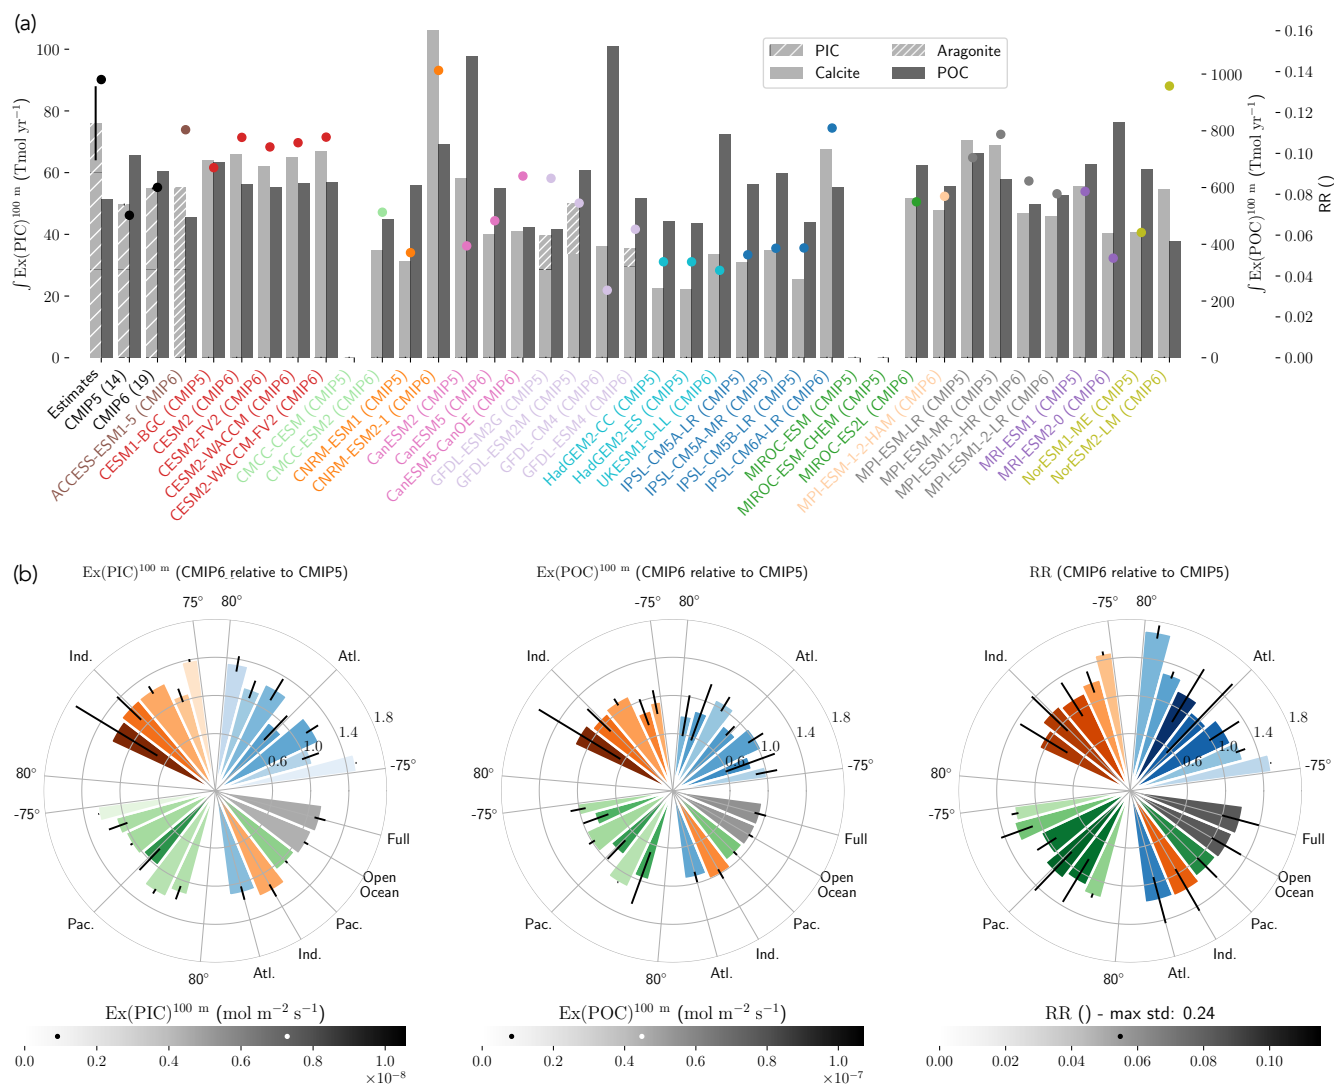 (a)
100
80
60
40
20
0
∫ Ex(PIC)¹⁰⁰ ᵐ (Tmol yr⁻¹)
PIC
Calcite
Aragonite
POC
1000
800
600
400
200
0
∫ Ex(POC)¹⁰⁰ ᵐ (Tmol yr⁻¹)
0.16
0.14
0.12
0.10
0.08
0.06
0.04
0.02
0.00
RR ()
Estimates
CMIP5 (14)
CMIP6 (19)
ACCESS-ESM1-5 (CMIP6)
CESM1-BGC (CMIP5)
CESM2 (CMIP6)
CESM2-FV2 (CMIP6)
CESM2-WACCM (CMIP6)
CESM2-WACCM-FV2 (CMIP6)
CMCC-CESM (CMIP5)
CMCC-ESM2 (CMIP6)
CNRM-ESM1 (CMIP5)
CNRM-ESM2-1 (CMIP6)
CanESM2 (CMIP5)
CanESM5 (CMIP6)
CanESM5-CanOE (CMIP6)
GFDL-ESM2G (CMIP5)
GFDL-ESM2M (CMIP5)
GFDL-CM4 (CMIP6)
GFDL-ESM4 (CMIP6)
HadGEM2-CC (CMIP5)
HadGEM2-ES (CMIP5)
UKESM1-0-LL (CMIP6)
IPSL-CM5A-LR (CMIP5)
IPSL-CM5A-MR (CMIP5)
IPSL-CM5B-LR (CMIP5)
IPSL-CM6A-LR (CMIP6)
MIROC-ESM (CMIP5)
MIROC-ESM-CHEM (CMIP5)
MIROC-ES2L (CMIP6)
MPI-ESM-1-2-HAM (CMIP6)
MPI-ESM-LR (CMIP5)
MPI-ESM-MR (CMIP5)
MPI-ESM1-2-HR (CMIP6)
MPI-ESM1-2-LR (CMIP6)
MRI-ESM1 (CMIP5)
MRI-ESM2-0 (CMIP6)
NorESM1-ME (CMIP5)
NorESM2-LM (CMIP6)
(b)
Ex(PIC)¹⁰⁰ ᵐ (CMIP6 relative to CMIP5)
75° 80°
Ind.
Atl.
1.8
1.4
1.0
0.6
-75°
80°
-75°
Full
Open
Ocean
Pac.
Pac.
Ind.
Atl.
80°
Ex(PIC)¹⁰⁰ ᵐ (mol m⁻² s⁻¹)
0.0 0.2 0.4 0.6 0.8 1.0
×10⁻⁸
Ex(POC)¹⁰⁰ ᵐ (CMIP6 relative to CMIP5)
-75° 80°
Ind.
Atl.
1.8
1.4
1.0
0.6
-75°
80°
-75°
Full
Open
Ocean
Pac.
Pac.
Ind.
Atl.
80°
Ex(POC)¹⁰⁰ ᵐ (mol m⁻² s⁻¹)
0.0 0.2 0.4 0.6 0.8 1.0
×10⁻⁷
RR (CMIP6 relative to CMIP5)
-75° 80°
Ind.
Atl.
1.8
1.4
1.0
0.6
-75°
80°
-75°
Full
Open
Ocean
Pac.
Pac.
Ind.
Atl.
80°
RR () - max std: 0.24
0.00 0.02 0.04 0.06 0.08 0.10